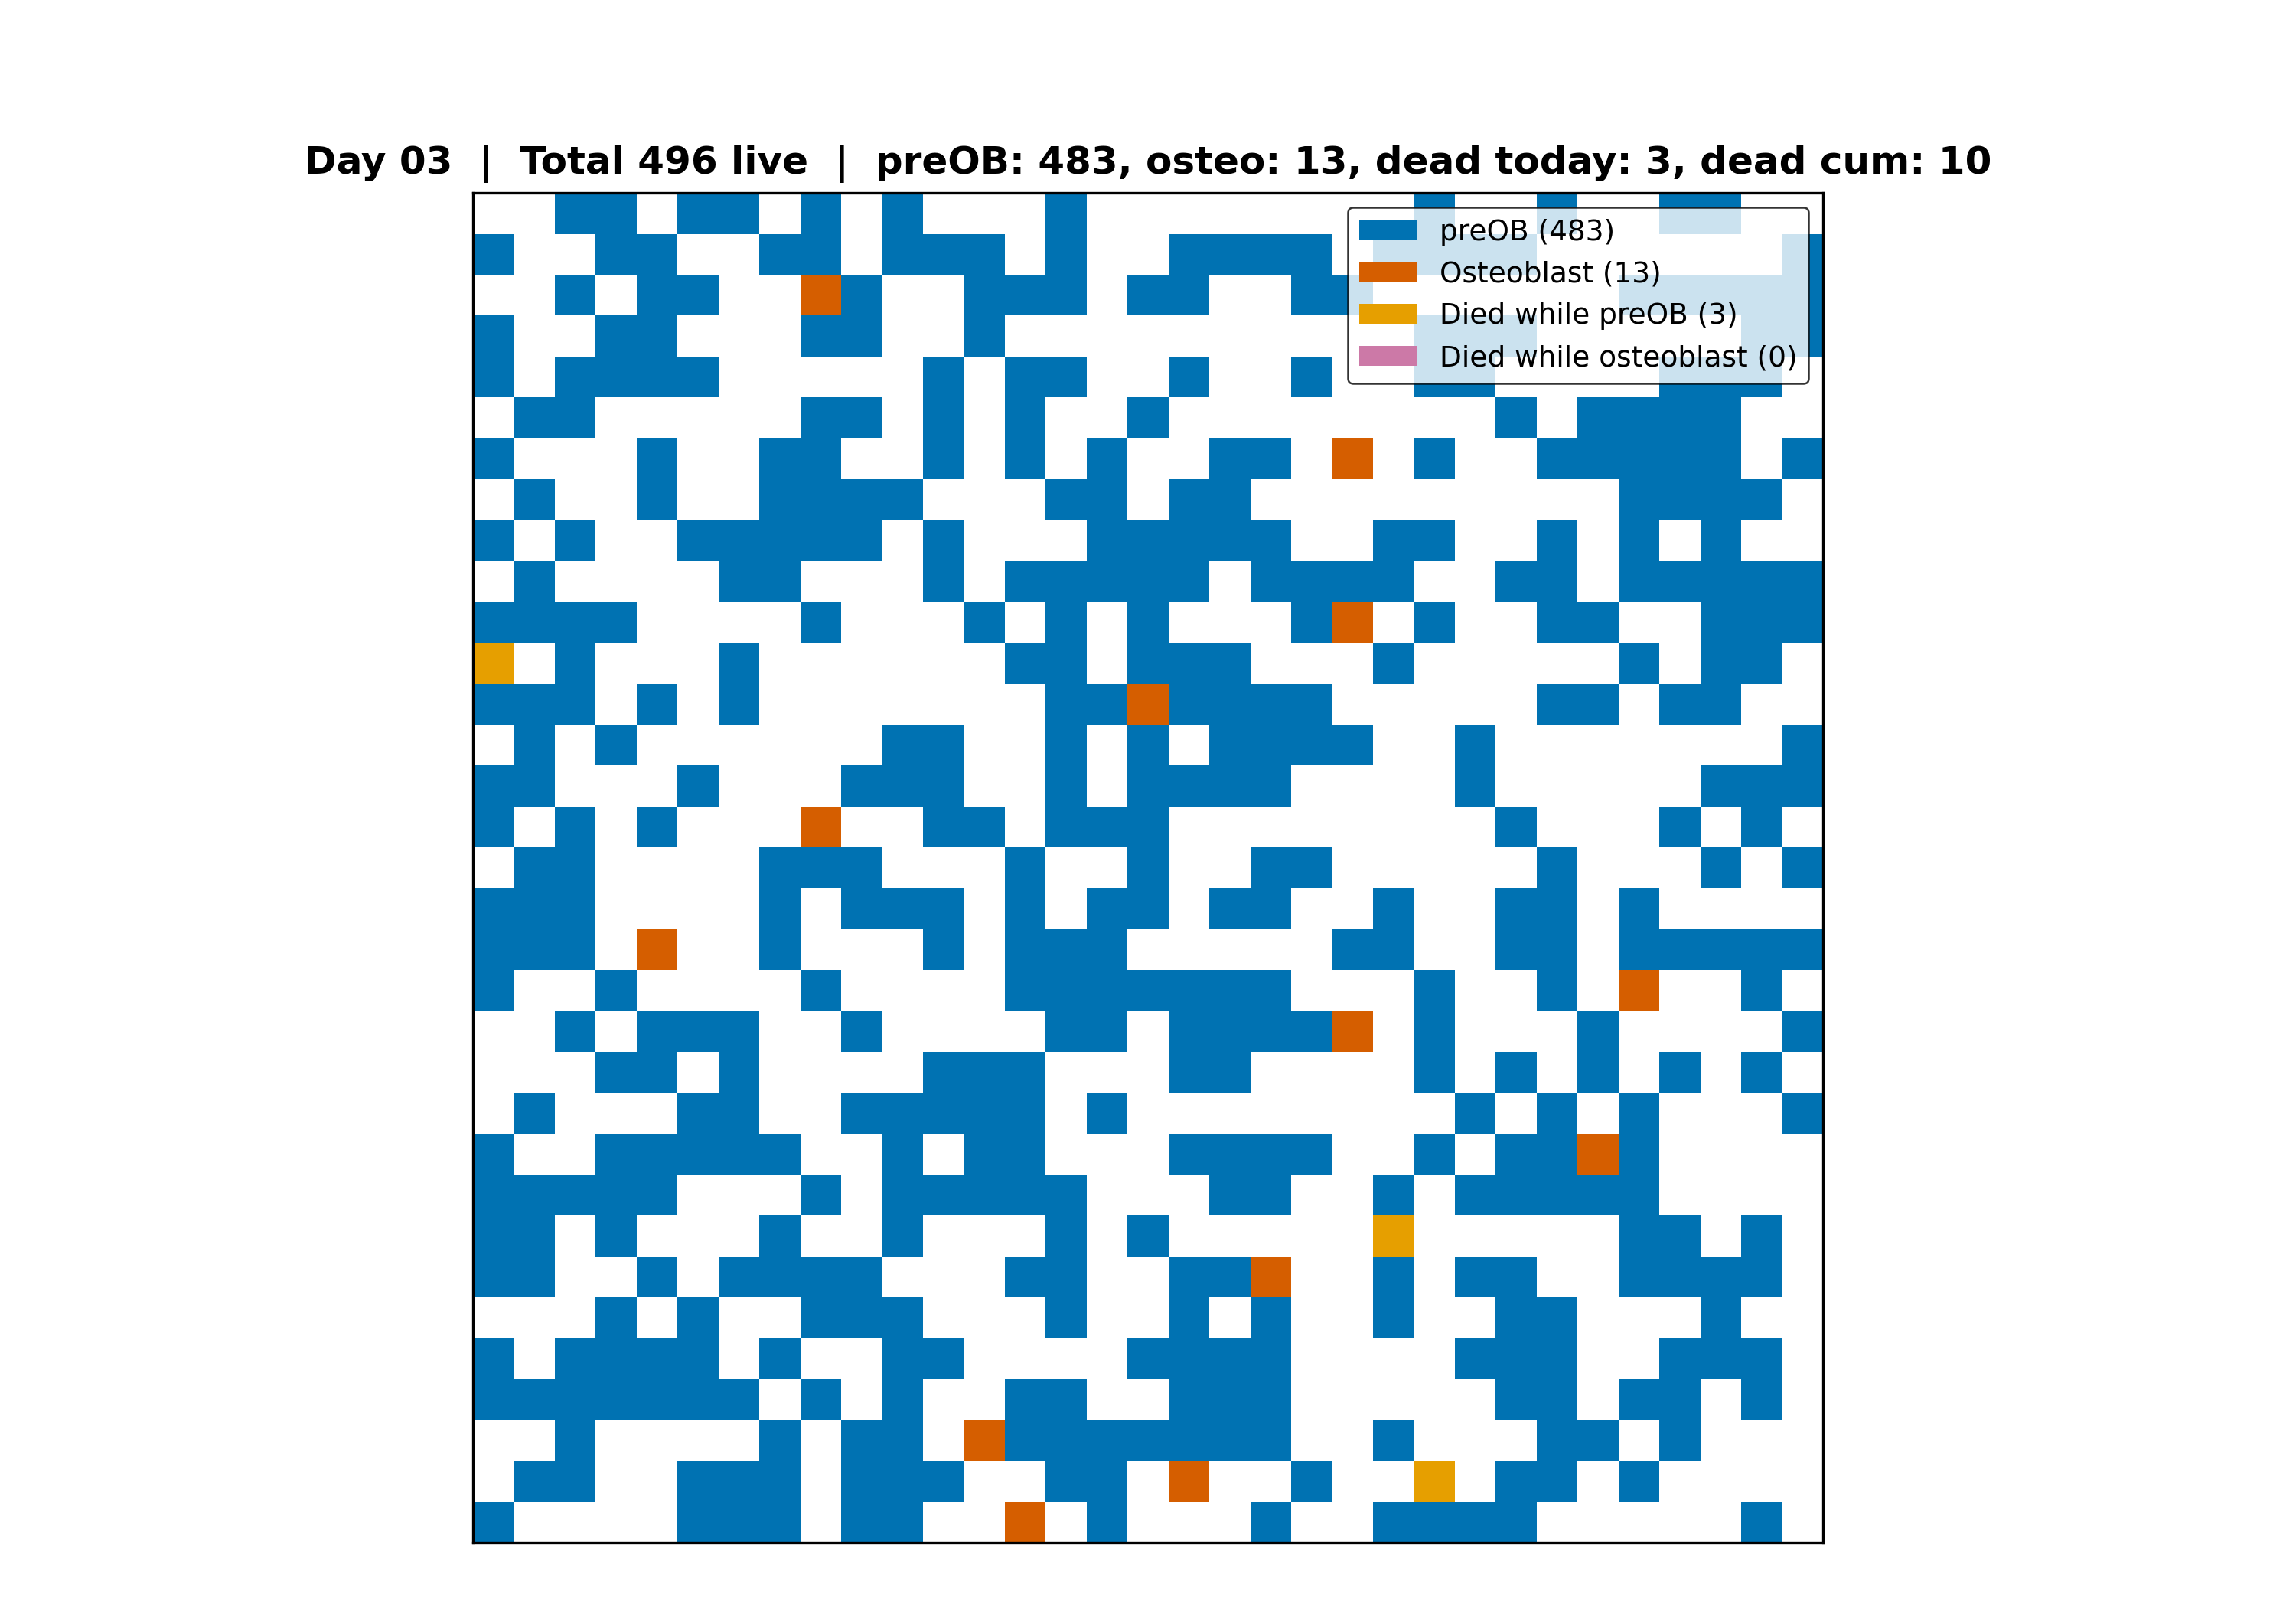 Day 03 | Total 496 live | preOB: 483, osteo: 13, dead today: 3, dead cum: 10
preOB (483)
Osteoblast (13)
Died while preOB (3)
Died while osteoblast (0)